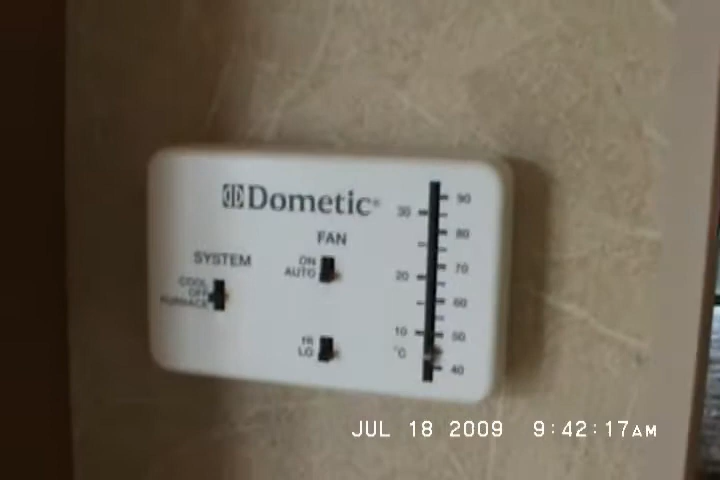 Dometic®
SYSTEM
COOL
OFF
FURNACE
FAN
ON
AUTO
HI
LO
30
20
10
°C
90
80
70
60
50
40
JUL 18 2009 9:42:17AM